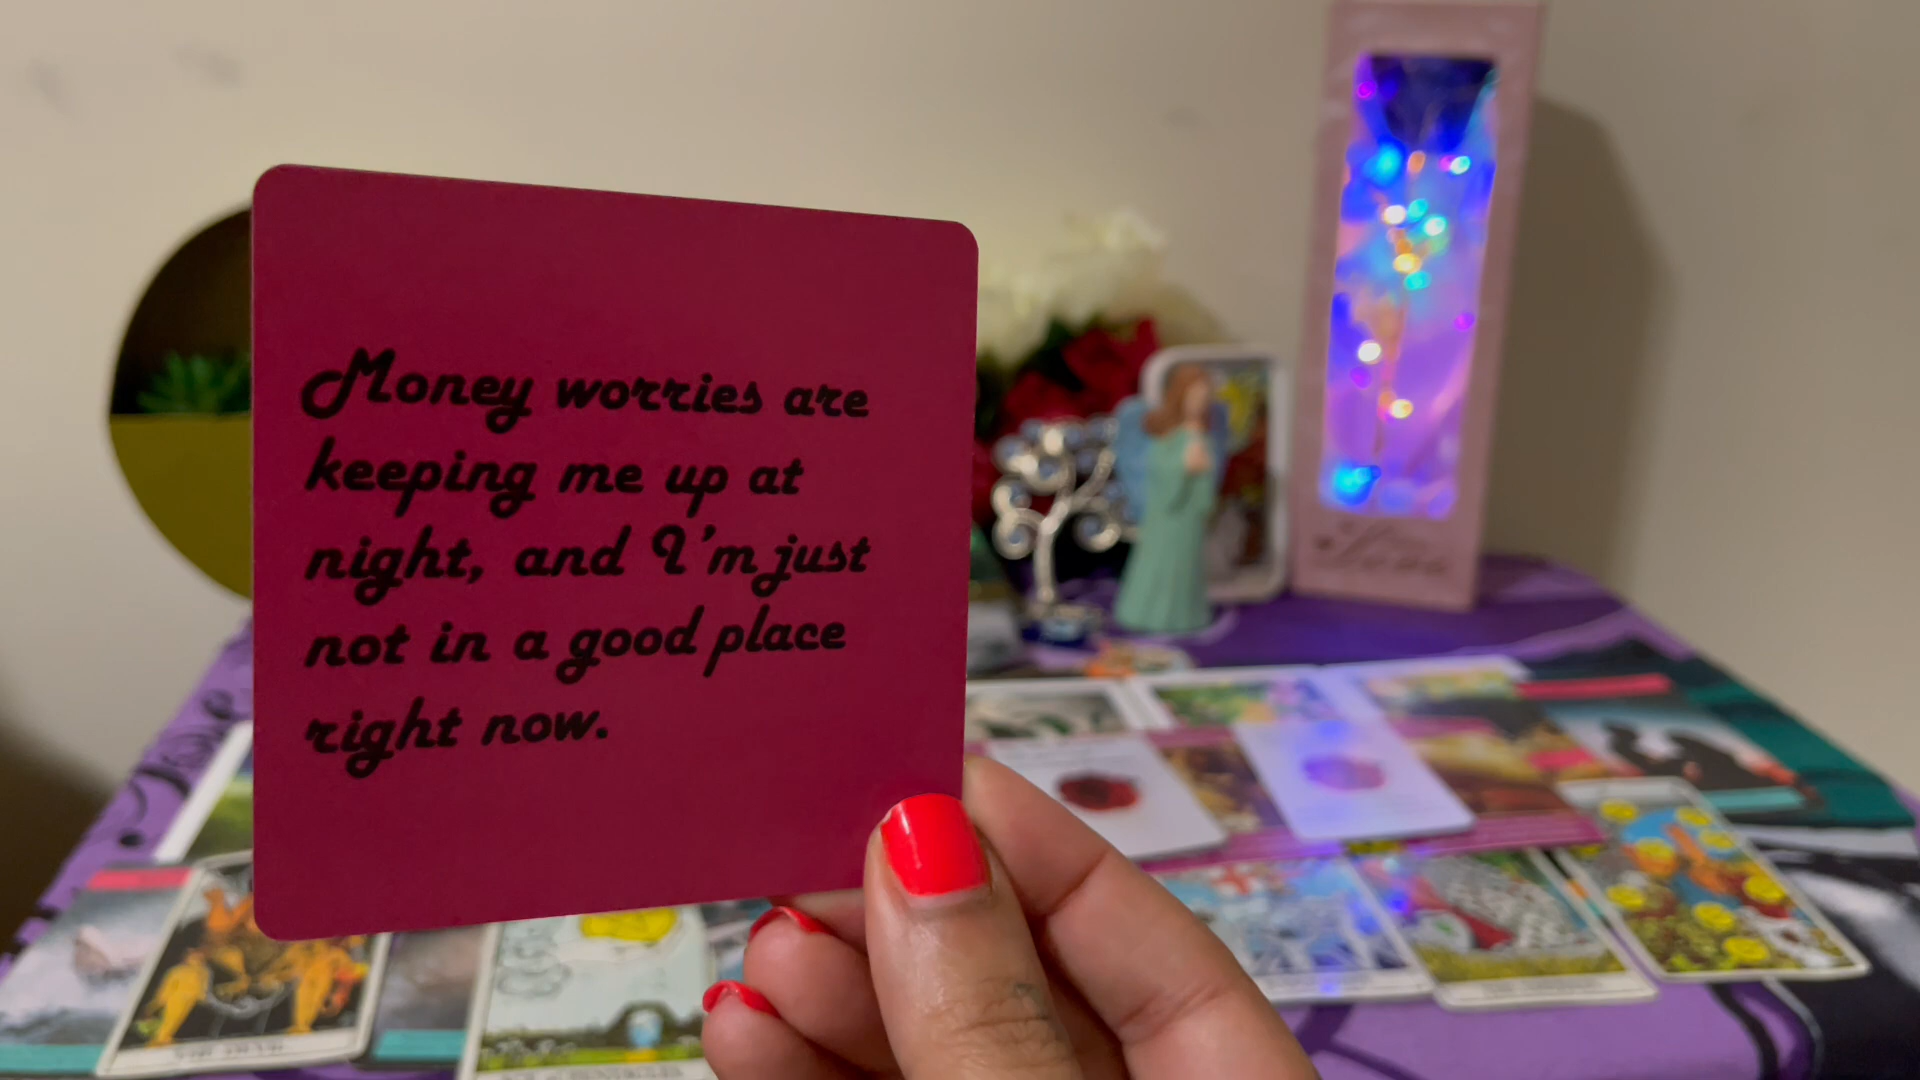 Money worries are
keeping me up at
night, and I'm just
not in a good place
right now.